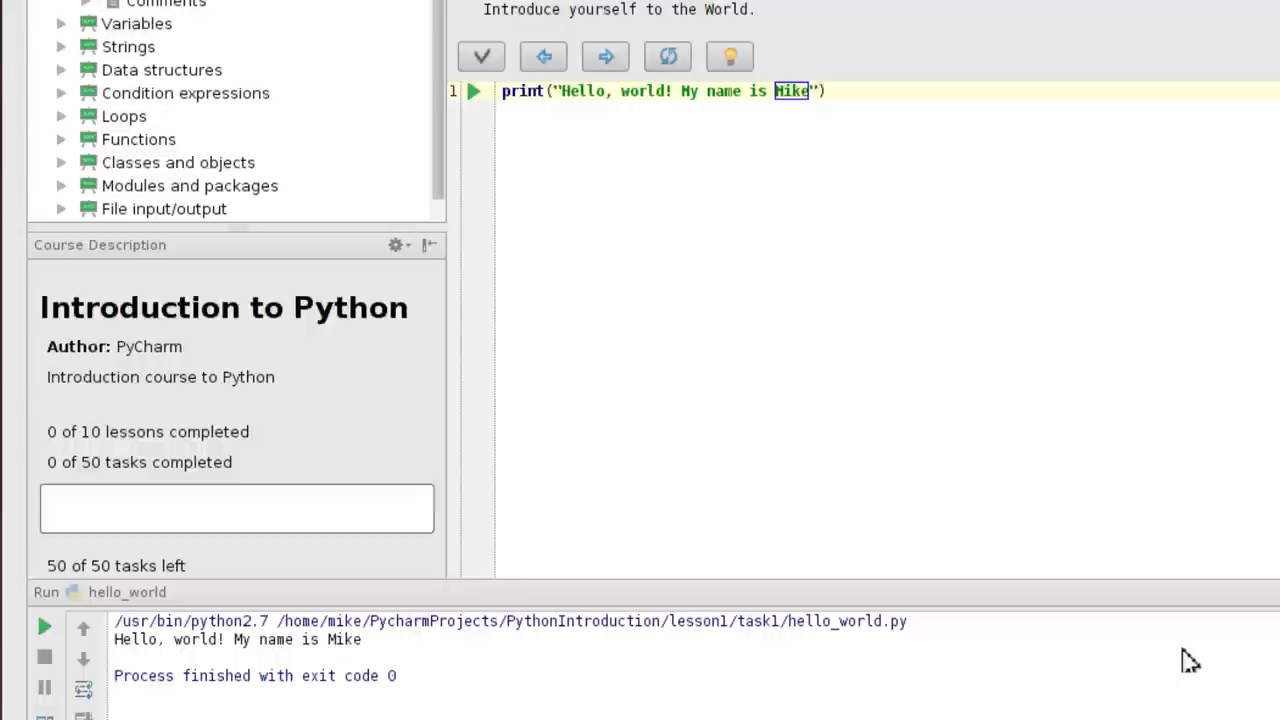 Comments
Variables
Strings
Data structures
Condition expressions
Loops
Functions
Classes and objects
Modules and packages
File input/output
Course Description
Introduction to Python
Author: PyCharm
Introduction course to Python
0 of 10 lessons completed
0 of 50 tasks completed
50 of 50 tasks left
Introduce yourself to the World.
1 print("Hello, world! My name is Mike")
Run hello_world
/usr/bin/python2.7 /home/mike/PycharmProjects/PythonIntroduction/lesson1/task1/hello_world.py
Hello, world! My name is Mike
Process finished with exit code 0